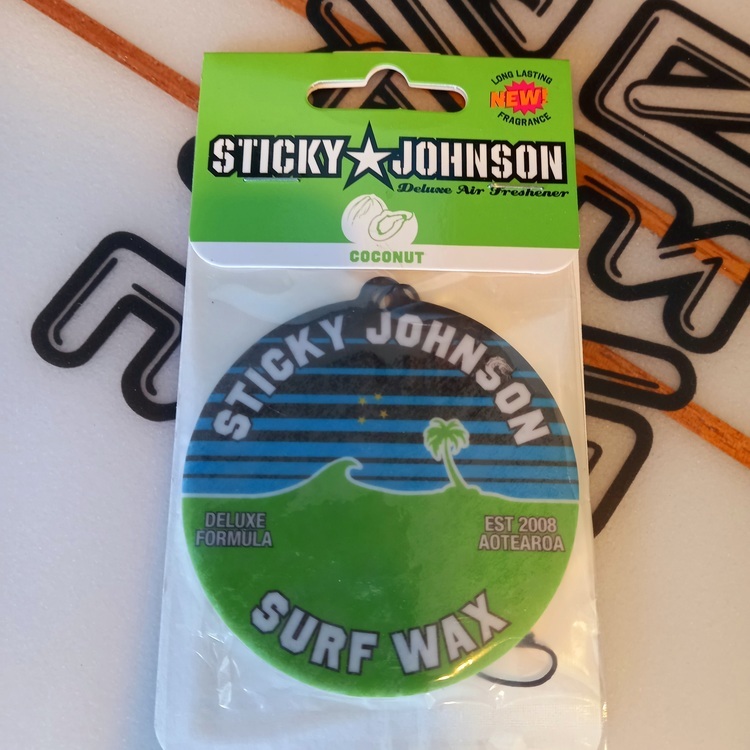 LONG LASTING
NEW!
FRAGRANCE
STICKY★JOHNSON
Deluxe Air Freshener
COCONUT
STICKY JOHNSON
DELUXE
FORMULA
EST 2008
AOTEAROA
SURF WAX